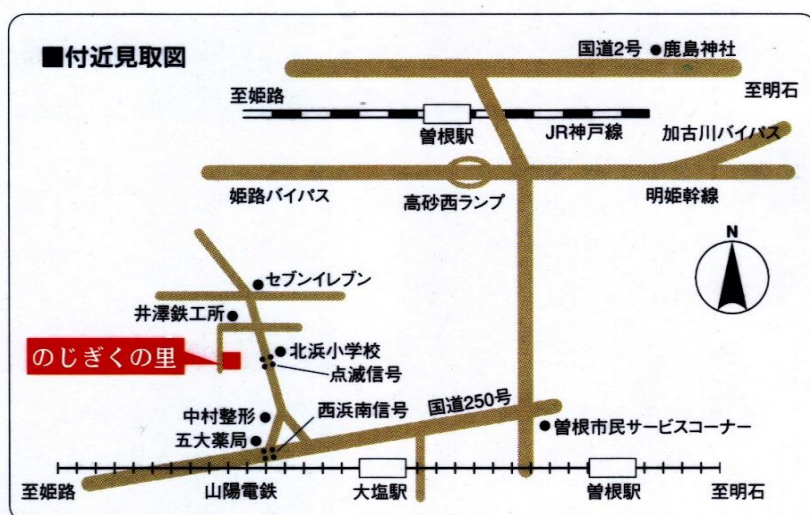 ■付近見取図
国道2号
鹿島神社
至姫路
至明石
曽根駅
JR神戸線
加古川バイパス
姫路バイパス
高砂西ランプ
明姫幹線
N
セブンイレブン
井澤鉄工所
のじぎくの里
北浜小学校
点滅信号
中村整形
西浜南信号
国道250号
五大薬局
曽根市民サービスコーナー
至姫路
山陽電鉄
大塩駅
曽根駅
至明石